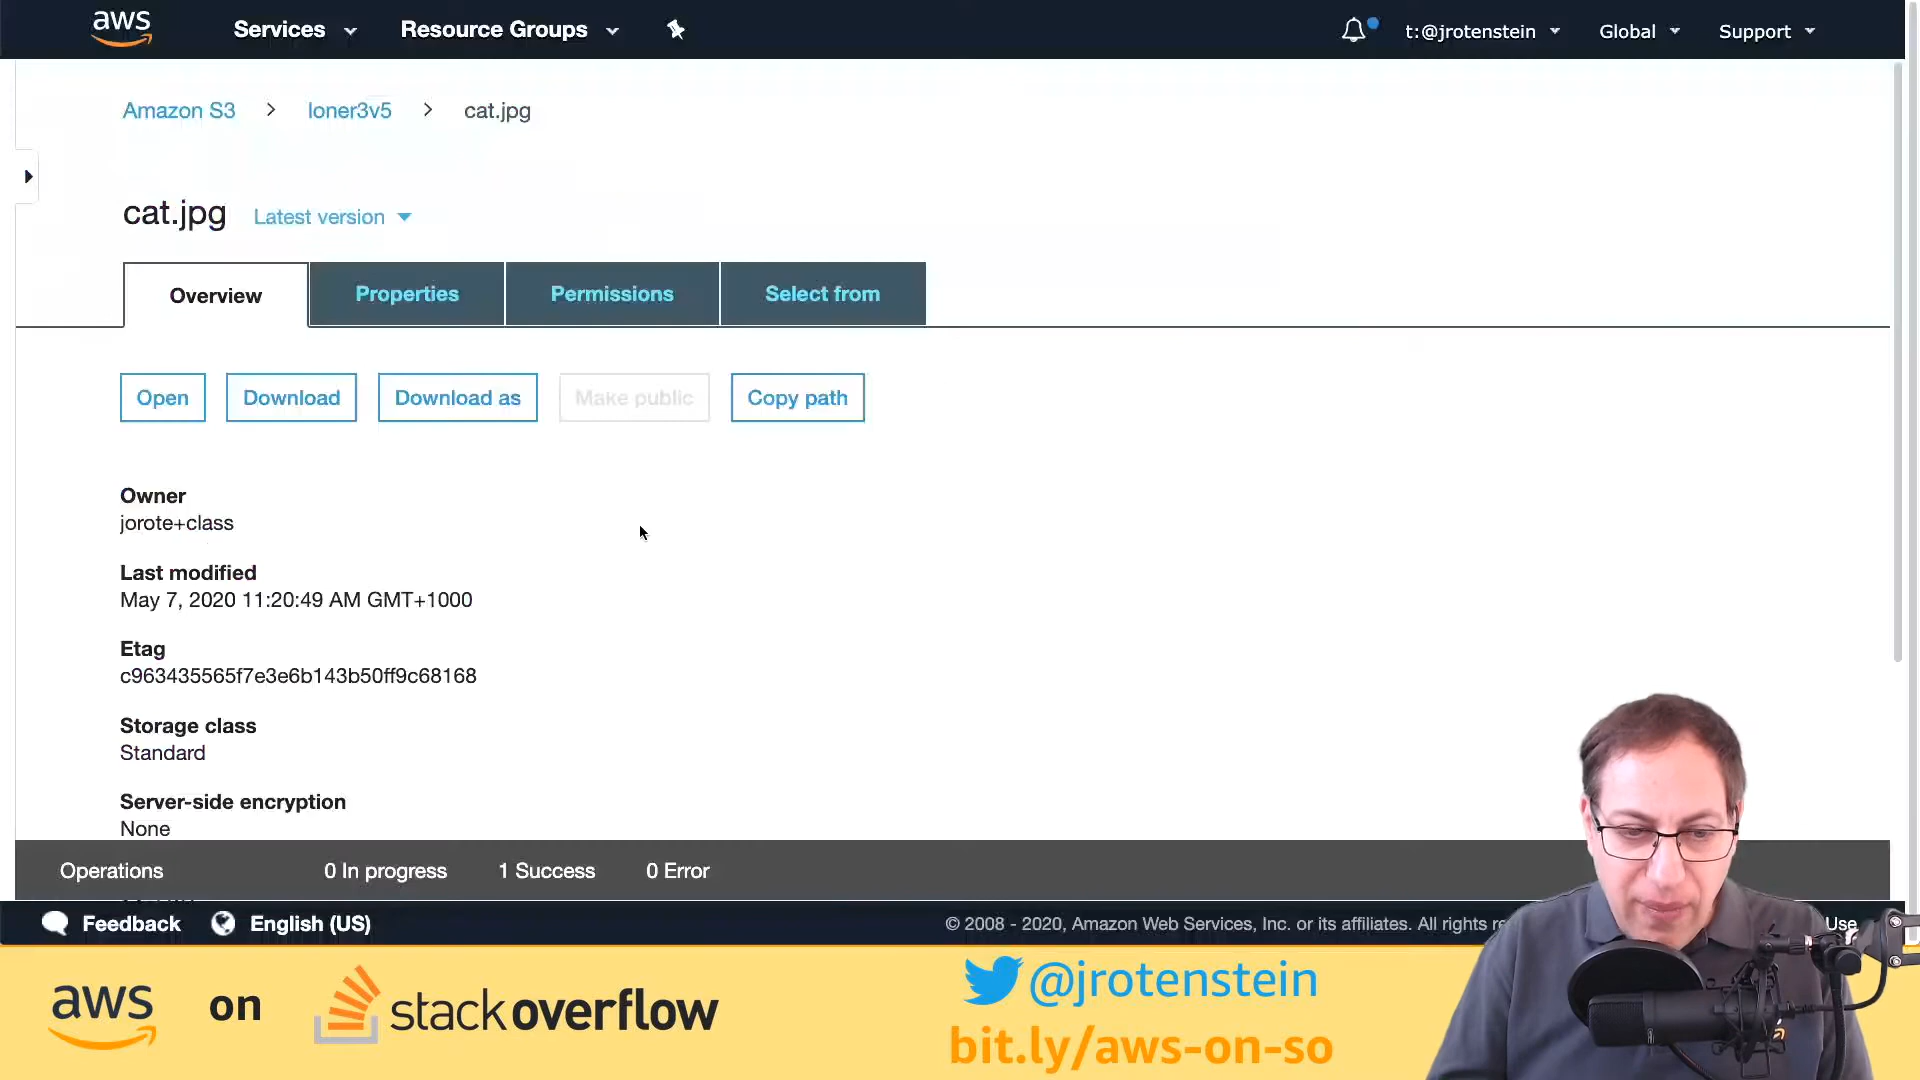 aws Services Resource Groups t:@jrotenstein Global Support
Amazon S3 > loner3v5 > cat.jpg
cat.jpg Latest version
Overview Properties Permissions Select from
Open Download Download as Make public Copy path
Owner
jorote+class
Last modified
May 7, 2020 11:20:49 AM GMT+1000
Etag
c963435565f7e3e6b143b50ff9c68168
Storage class
Standard
Server-side encryption
None
Operations 0 In progress 1 Success 0 Error
Feedback English (US) © 2008 - 2020, Amazon Web Services, Inc. or its affiliates. All rights Use
aws on stackoverflow
@jrotenstein
bit.ly/aws-on-so